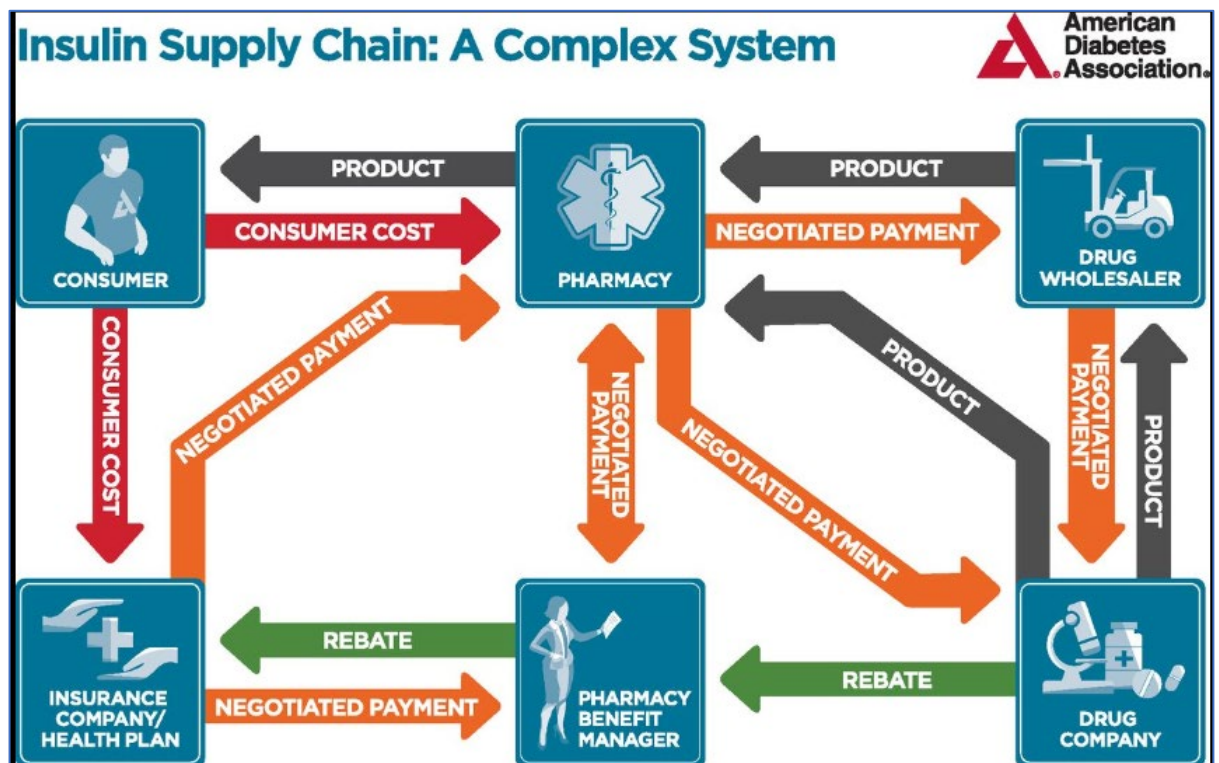 Insulin Supply Chain: A Complex System
American
Diabetes
Association®
PRODUCT
PRODUCT
CONSUMER COST
NEGOTIATED PAYMENT
CONSUMER
PHARMACY
DRUG
WHOLESALER
CONSUMER COST
NEGOTIATED PAYMENT
NEGOTIATED
PAYMENT
NEGOTIATED PAYMENT
PRODUCT
NEGOTIATED
PAYMENT
PRODUCT
REBATE
REBATE
NEGOTIATED PAYMENT
INSURANCE
COMPANY/
HEALTH PLAN
PHARMACY
BENEFIT
MANAGER
DRUG
COMPANY